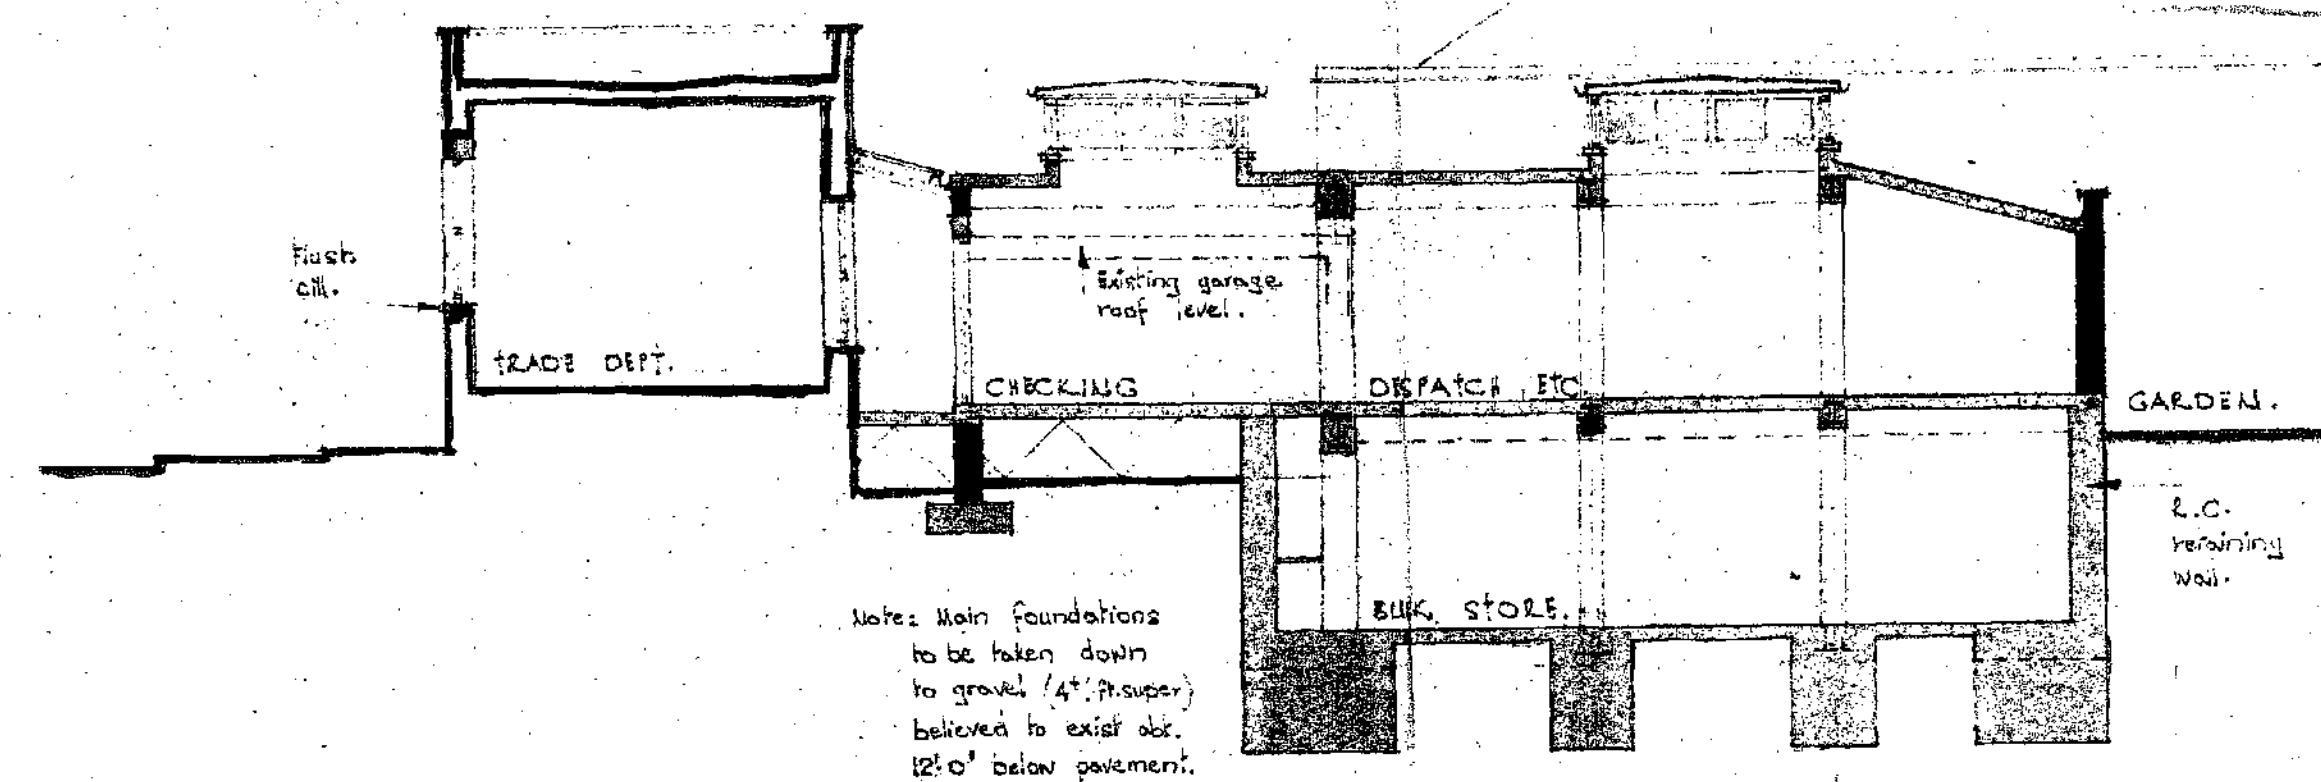 Flush
cill.
TRADE DEPT.
Existing garage
roof level.
CHECKING
DISPATCH ETC.
GARDEN.
R.C.
retaining
wall.
BULK STORE.
Note: Main foundations
to be taken down
to gravel (4t/ft.super)
believed to exist abt.
12'.0" below pavement.